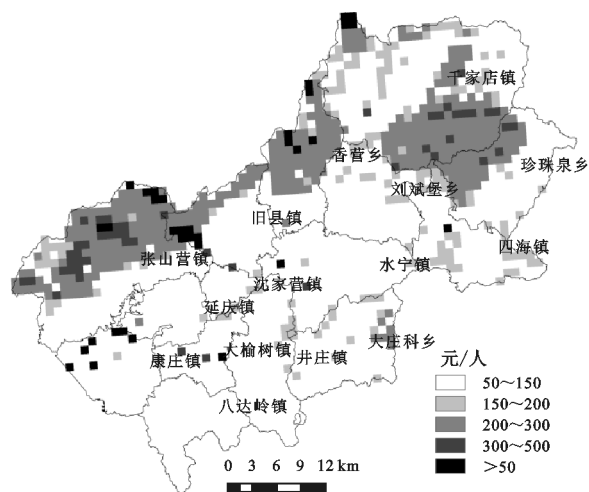 千家店镇
香营乡
珍珠泉乡
刘斌堡乡
旧县镇
四海镇
张山营镇
水宁镇
沈家营镇
延庆镇
大榆树镇
井庄镇
大庄科乡
康庄镇
八达岭镇
元/人
50～150
150～200
200～300
300～500
>50
0 3 6 9 12 km